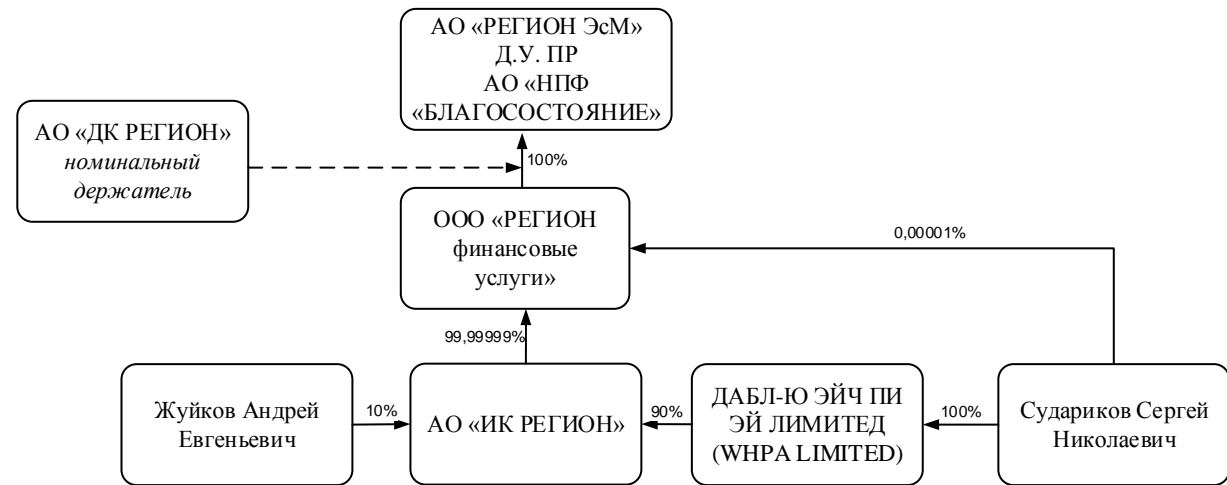 АО «РЕГИОН ЭсМ»
Д.У. ПР
АО «НПФ
«БЛАГОСОСТОЯНИЕ»
АО «ДК РЕГИОН»
номинальный
держатель
100%
ООО «РЕГИОН
финансовые
услуги»
0,00001%
99,99999%
Жуйков Андрей
Евгеньевич
10%
АО «ИК РЕГИОН»
90%
ДАБЛ-Ю ЭЙЧ ПИ
ЭЙ ЛИМИТЕД
(WHPA LIMITED)
100%
Судариков Сергей
Николаевич